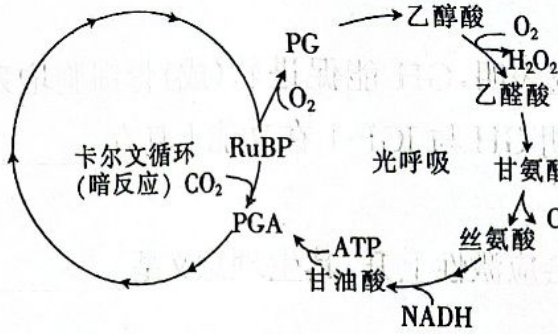 乙醇酸
O₂
PG
H₂O₂
O₂
乙醛酸
卡尔文循环
RuBP
光呼吸
甘氨酸
(暗反应)
CO₂
PGA
ATP
丝氨酸
甘油酸
NADH